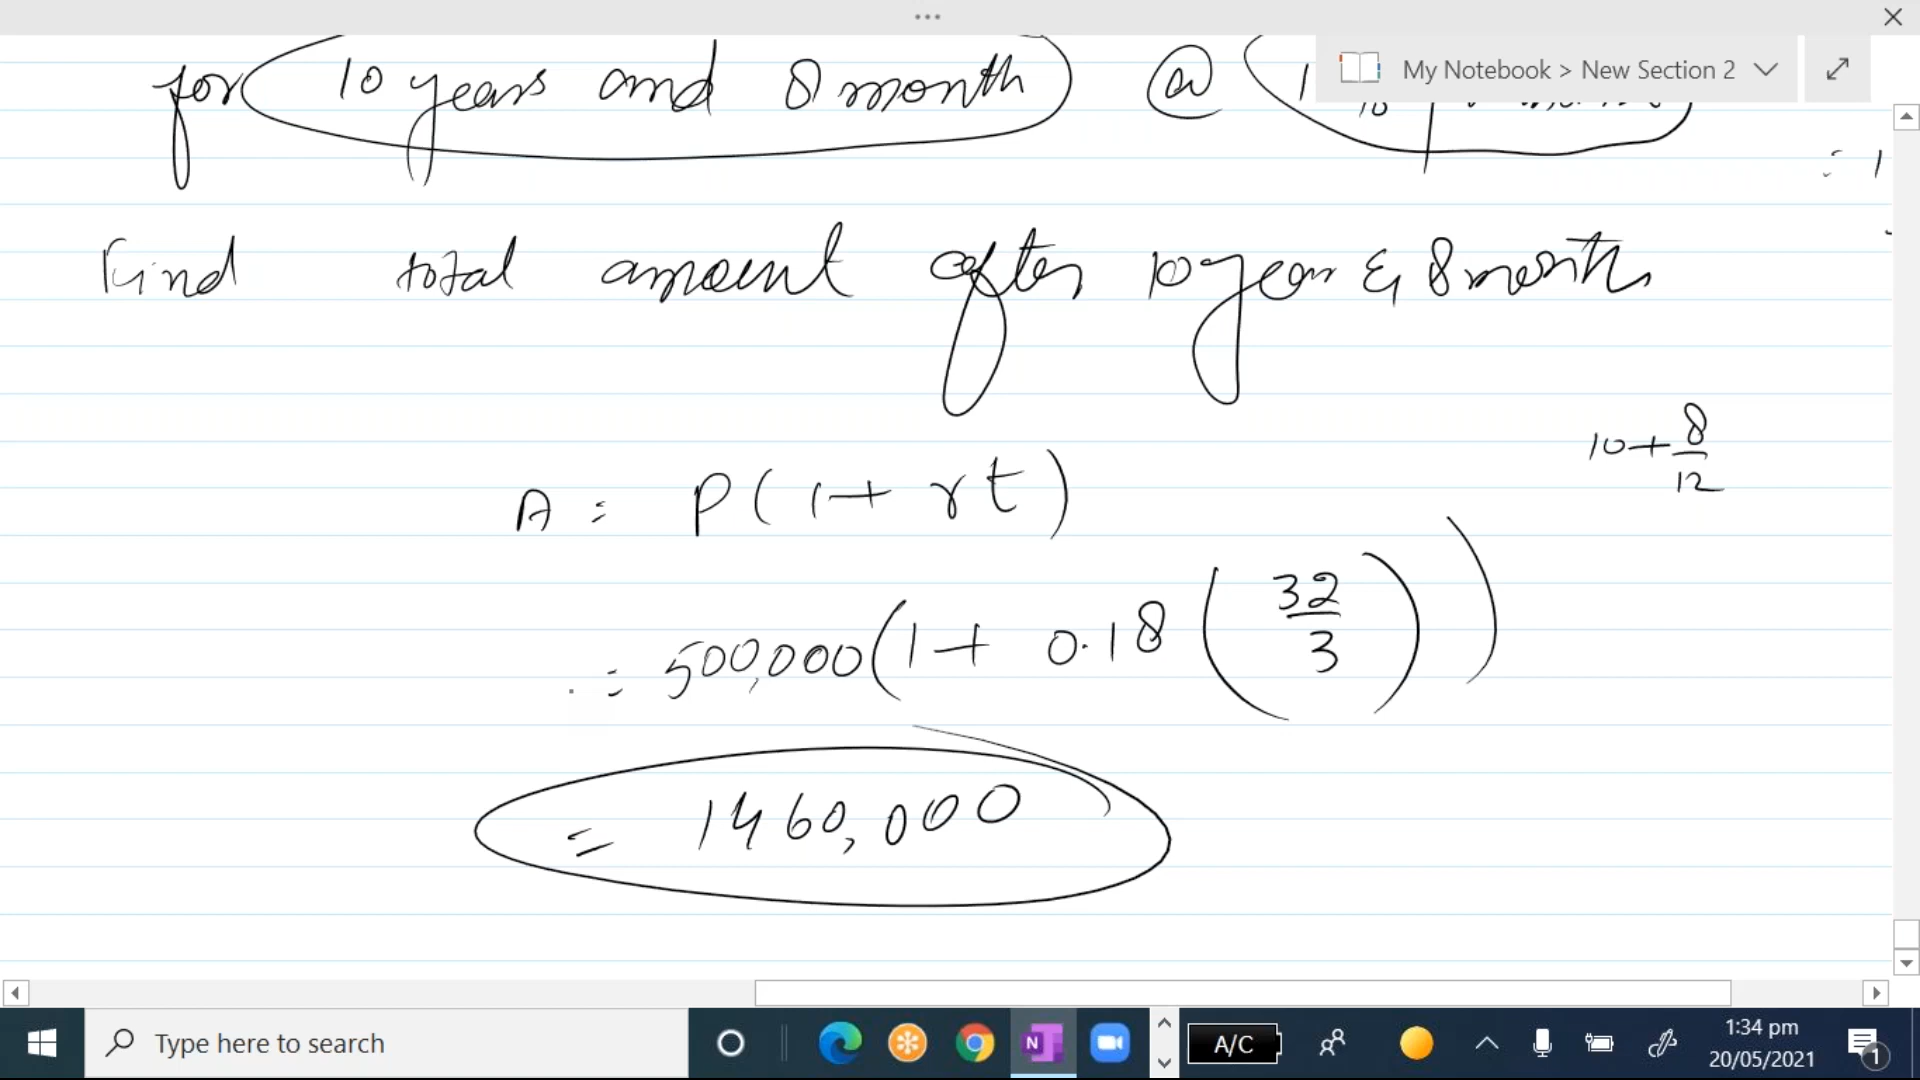 My Notebook > New Section 2
for 10 years and 8 month @ 1
Find total amount after 10 year & 8 month
10 + 8/12
A = P(1 + rt)
= 500,000(1 + 0.18(32/3))
= 1460,000
Type here to search
N
A/C
1:34 pm
20/05/2021
1